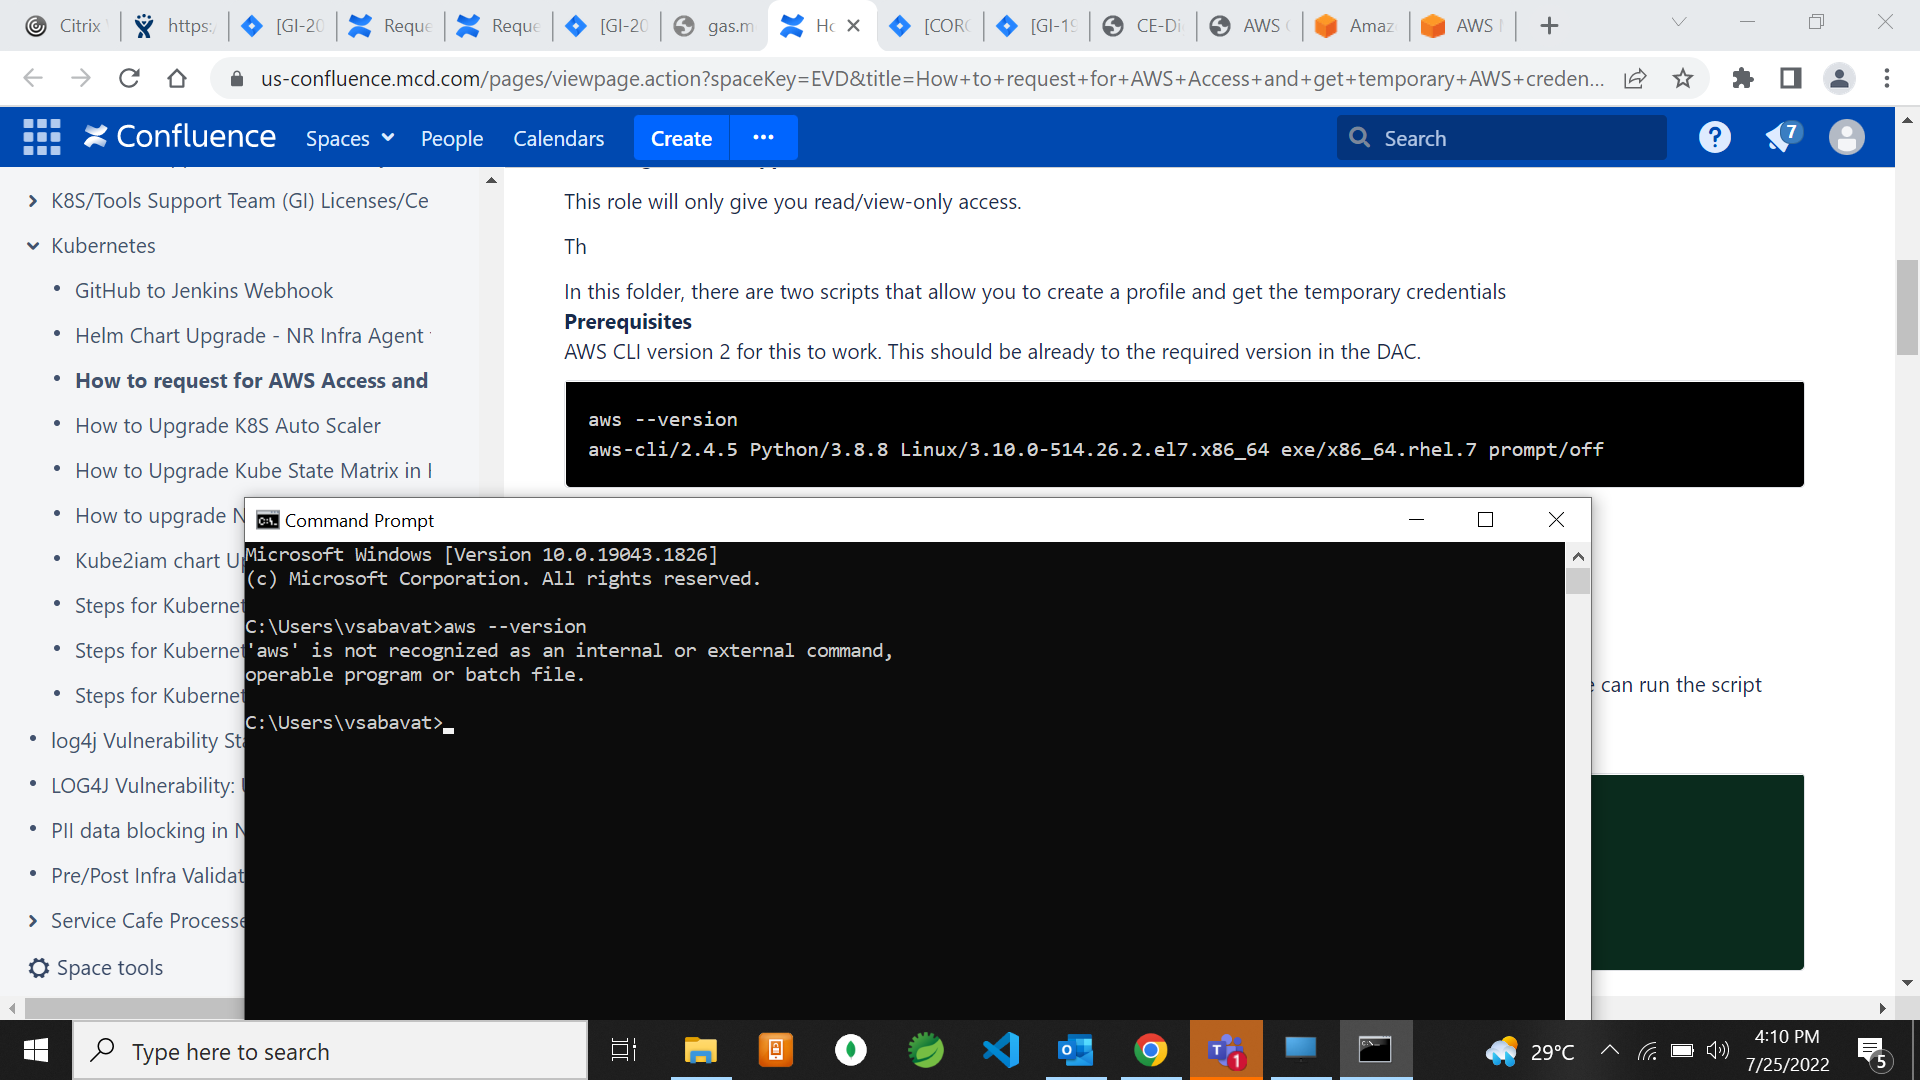 Citrix
https:/
[GI-20
Reque
Reque
[GI-20
gas.m
Ho
[CORC
[GI-19
CE-Di
AWS
Amaz
AWS
us-confluence.mcd.com/pages/viewpage.action?spaceKey=EVD&title=How+to+request+for+AWS+Access+and+get+temporary+AWS+creden...
Confluence
Spaces
People
Calendars
Create
Search
7
K8S/Tools Support Team (GI) Licenses/Ce
Kubernetes
GitHub to Jenkins Webhook
Helm Chart Upgrade - NR Infra Agent
How to request for AWS Access and
How to Upgrade K8S Auto Scaler
How to Upgrade Kube State Matrix in
How to upgrade N
Kube2iam chart U
Steps for Kubernet
Steps for Kubernet
Steps for Kubernet
log4j Vulnerability Sta
LOG4J Vulnerability:
PII data blocking in N
Pre/Post Infra Validat
Service Cafe Processe
Space tools
This role will only give you read/view-only access.
Th
In this folder, there are two scripts that allow you to create a profile and get the temporary credentials
Prerequisites
AWS CLI version 2 for this to work. This should be already to the required version in the DAC.
aws --version
aws-cli/2.4.5 Python/3.8.8 Linux/3.10.0-514.26.2.el7.x86_64 exe/x86_64.rhel.7 prompt/off
can run the script
Command Prompt
Microsoft Windows [Version 10.0.19043.1826]
(c) Microsoft Corporation. All rights reserved.
C:\Users\vsabavat>aws --version
'aws' is not recognized as an internal or external command,
operable program or batch file.
C:\Users\vsabavat>
Type here to search
1
29°C
4:10 PM
7/25/2022
5